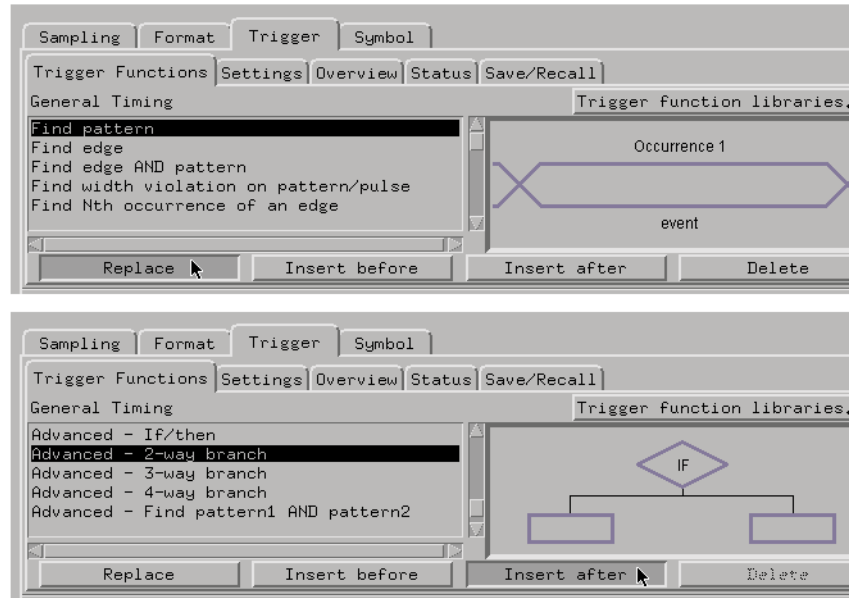 Sampling Format Trigger Symbol
Trigger Functions Settings Overview Status Save/Recall
General Timing Trigger function libraries.
Find pattern
Find edge
Find edge AND pattern
Find width violation on pattern/pulse
Find Nth occurrence of an edge
Occurrence 1
event
Replace Insert before Insert after Delete
Sampling Format Trigger Symbol
Trigger Functions Settings Overview Status Save/Recall
General Timing Trigger function libraries.
Advanced - If/then
Advanced - 2-way branch
Advanced - 3-way branch
Advanced - 4-way branch
Advanced - Find pattern1 AND pattern2
IF
Replace Insert before Insert after Delete